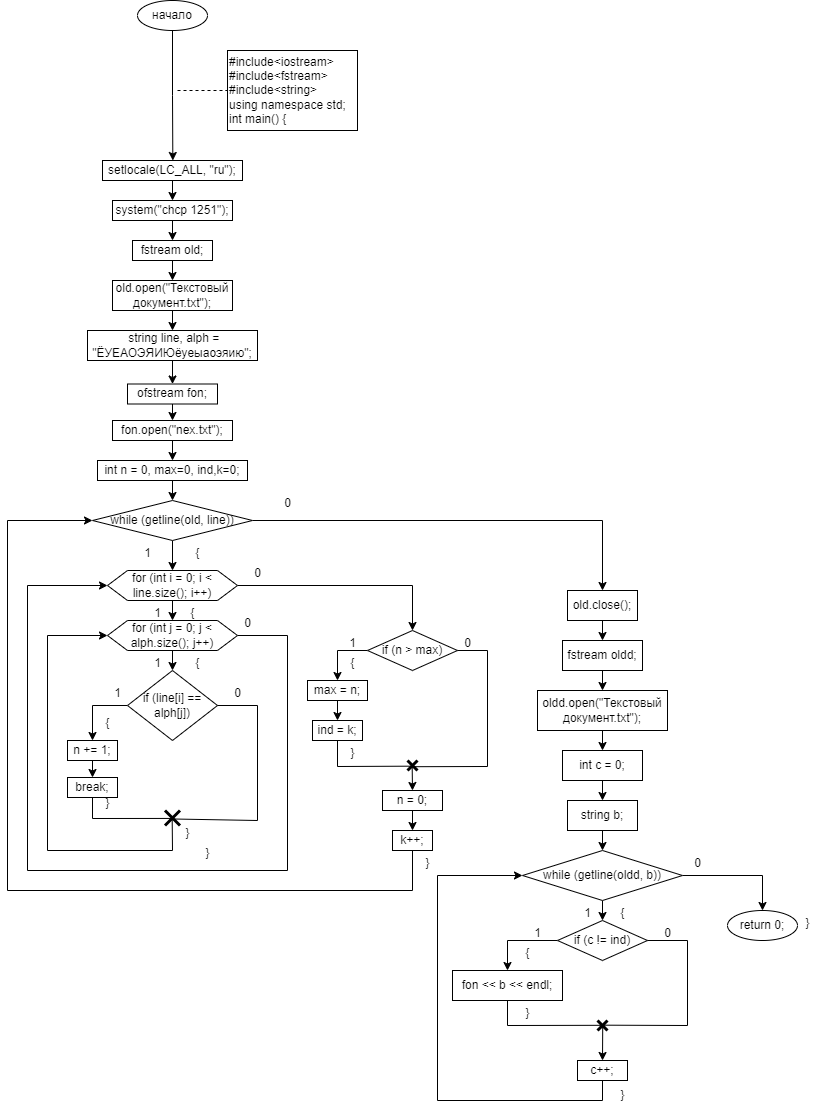 начало
#include<iostream>
#include<fstream>
#include<string>
using namespace std;
int main() {
setlocale(LC_ALL, "ru");
system("chcp 1251");
fstream old;
old.open("Текстовый
документ.txt");
string line, alph =
"ЁУЕАОЭЯИЮёуеыаоэяию";
ofstream fon;
fon.open("nex.txt");
int n = 0, max=0, ind,k=0;
while (getline(old, line))
0
1 {
for (int i = 0; i <
line.size(); i++)
0
1 {
for (int j = 0; j <
alph.size(); j++)
0
1 {
if (line[i] ==
alph[j])
1
0
{
n += 1;
break;
}
}
}
if (n > max)
1
0
{
max = n;
ind = k;
}
n = 0;
k++;
}
old.close();
fstream oldd;
oldd.open("Текстовый
документ.txt");
int c = 0;
string b;
while (getline(oldd, b))
0
return 0;
}
1 {
if (c != ind)
1
0
{
fon << b << endl;
}
c++;
}